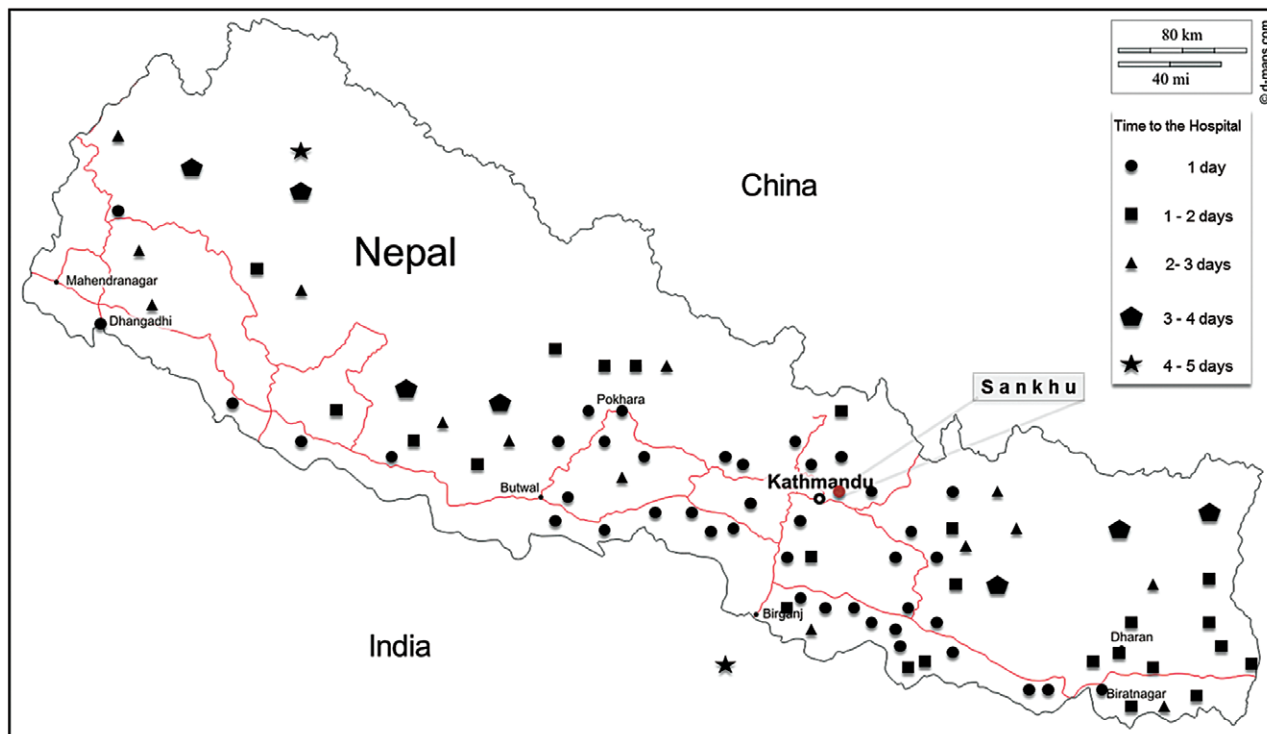 80 km
40 mi
© d-maps.com
Time to the Hospital
1 day
1 - 2 days
2- 3 days
3 - 4 days
4 - 5 days
China
Nepal
Mahendranagar
Dhangadhi
Sankhu
Pokhara
Kathmandu
Butwal
Birganj
India
Dharan
Biratnagar